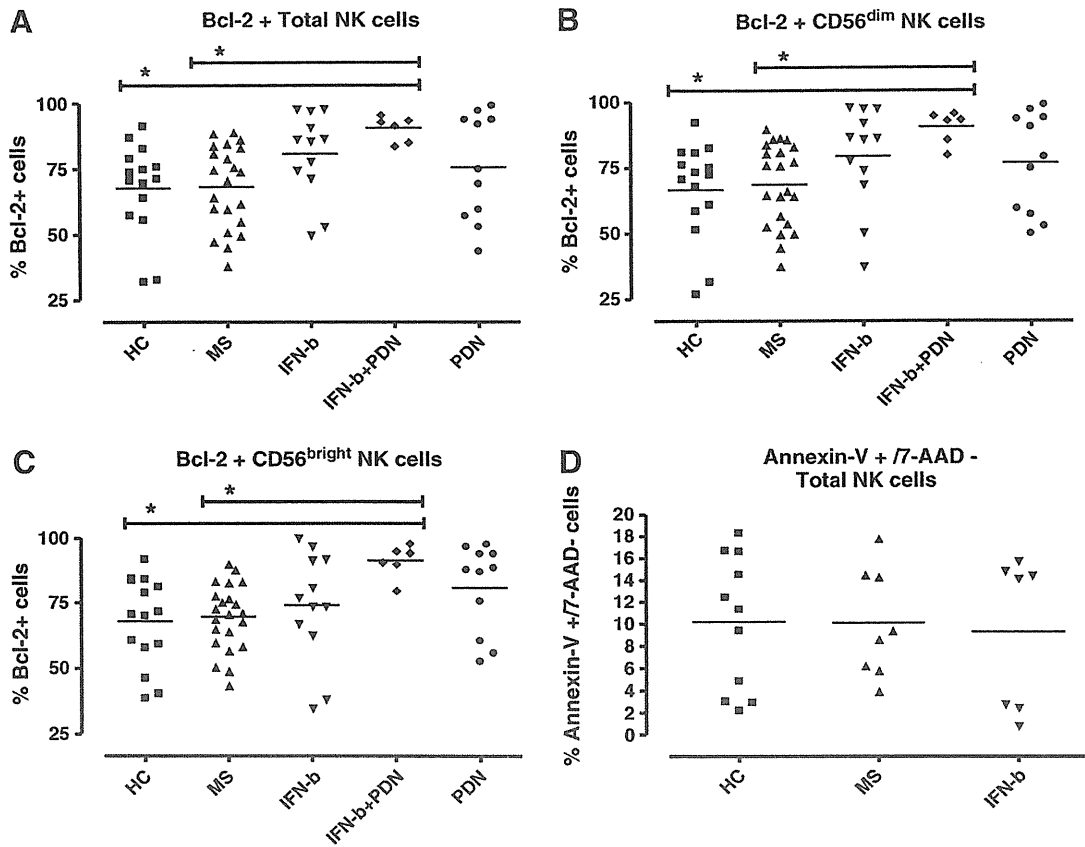 A
Bcl-2 + Total NK cells
*
*
% Bcl-2+ cells
100
75
50
25
HC
MS
IFN-b
IFN-b+PDN
PDN
B
Bcl-2 + CD56dim NK cells
*
*
% Bcl-2+ cells
100
75
50
25
HC
MS
IFN-b
IFN-b+PDN
PDN
C
Bcl-2 + CD56bright NK cells
*
*
% Bcl-2+ cells
100
75
50
25
HC
MS
IFN-b
IFN-b+PDN
PDN
D
Annexin-V + /7-AAD -
Total NK cells
% Annexin-V +/7-AAD- cells
20
18
16
14
12
10
8
6
4
2
0
HC
MS
IFN-b